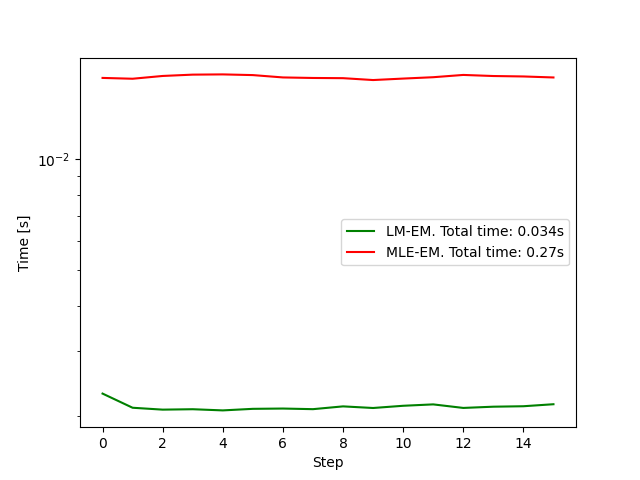 10⁻²
Time [s]
LM-EM. Total time: 0.034s
MLE-EM. Total time: 0.27s
0 2 4 6 8 10 12 14
Step